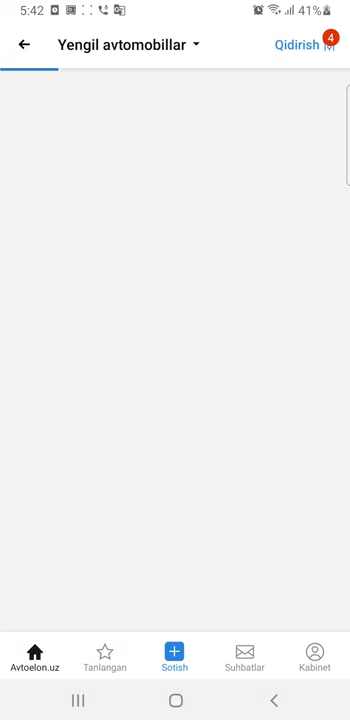 5:42
41%
Yengil avtomobillar
Qidirish
4
Avtoelon.uz
Tanlangan
Sotish
Suhbatlar
Kabinet